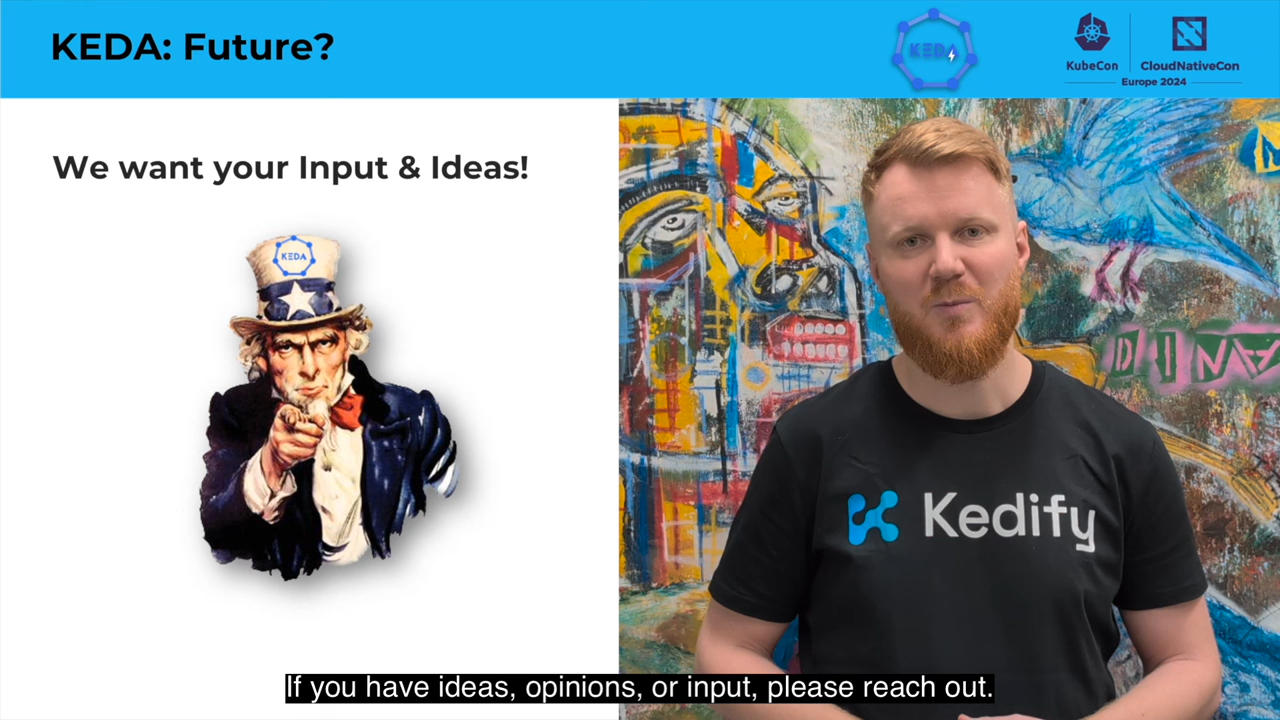 KEDA: Future?
KEDA
KubeCon
CloudNativeCon
Europe 2024
We want your Input & Ideas!
KEDA
DINA
Kedify
If you have ideas, opinions, or input, please reach out.